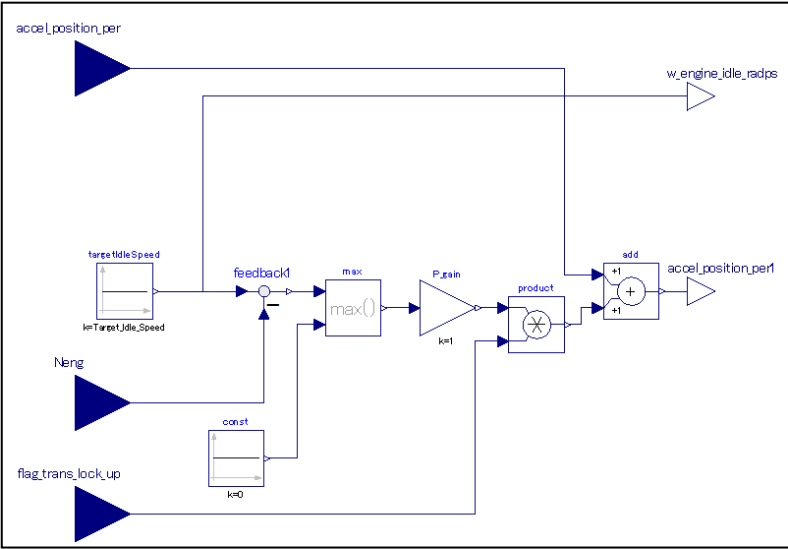 accel_position_per
w_engine_idle_radps
targetIdleSpeed
k=Target_Idle_Speed
feedback1
max
max()
P_gain
k=1
product
add
+1
+
+1
accel_position_per1
Neng
const
k=0
flag_trans_lock_up